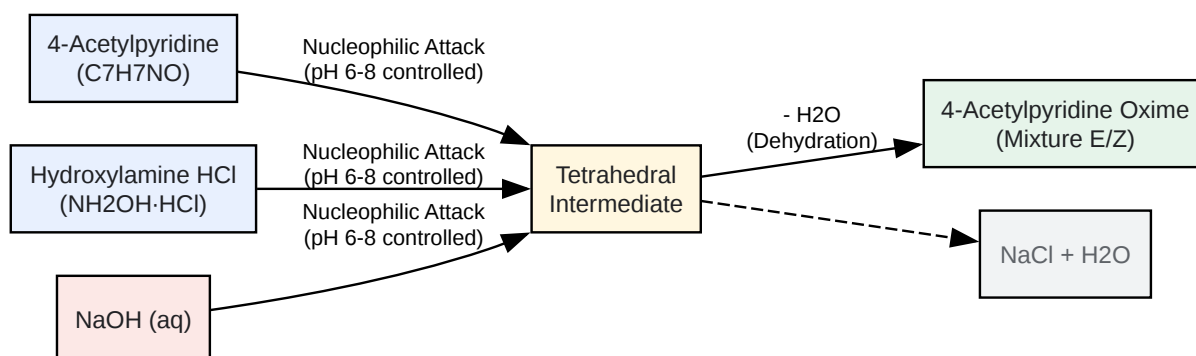 4-Acetylpyridine
(C7H7NO)
Nucleophilic Attack
(pH 6-8 controlled)
Hydroxylamine HCl
(NH2OH·HCl)
Nucleophilic Attack
(pH 6-8 controlled)
NaOH (aq)
Nucleophilic Attack
(pH 6-8 controlled)
Tetrahedral
Intermediate
- H2O
(Dehydration)
4-Acetylpyridine Oxime
(Mixture E/Z)
NaCl + H2O